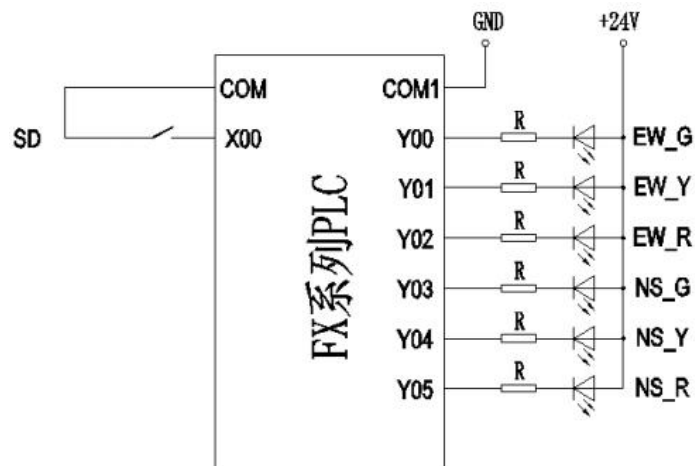 GND +24V
COM COM1
SD X00 Y00 R EW_G
Y01 R EW_Y
Y02 R EW_R
FX系列PLC
Y03 R NS_G
Y04 R NS_Y
Y05 R NS_R